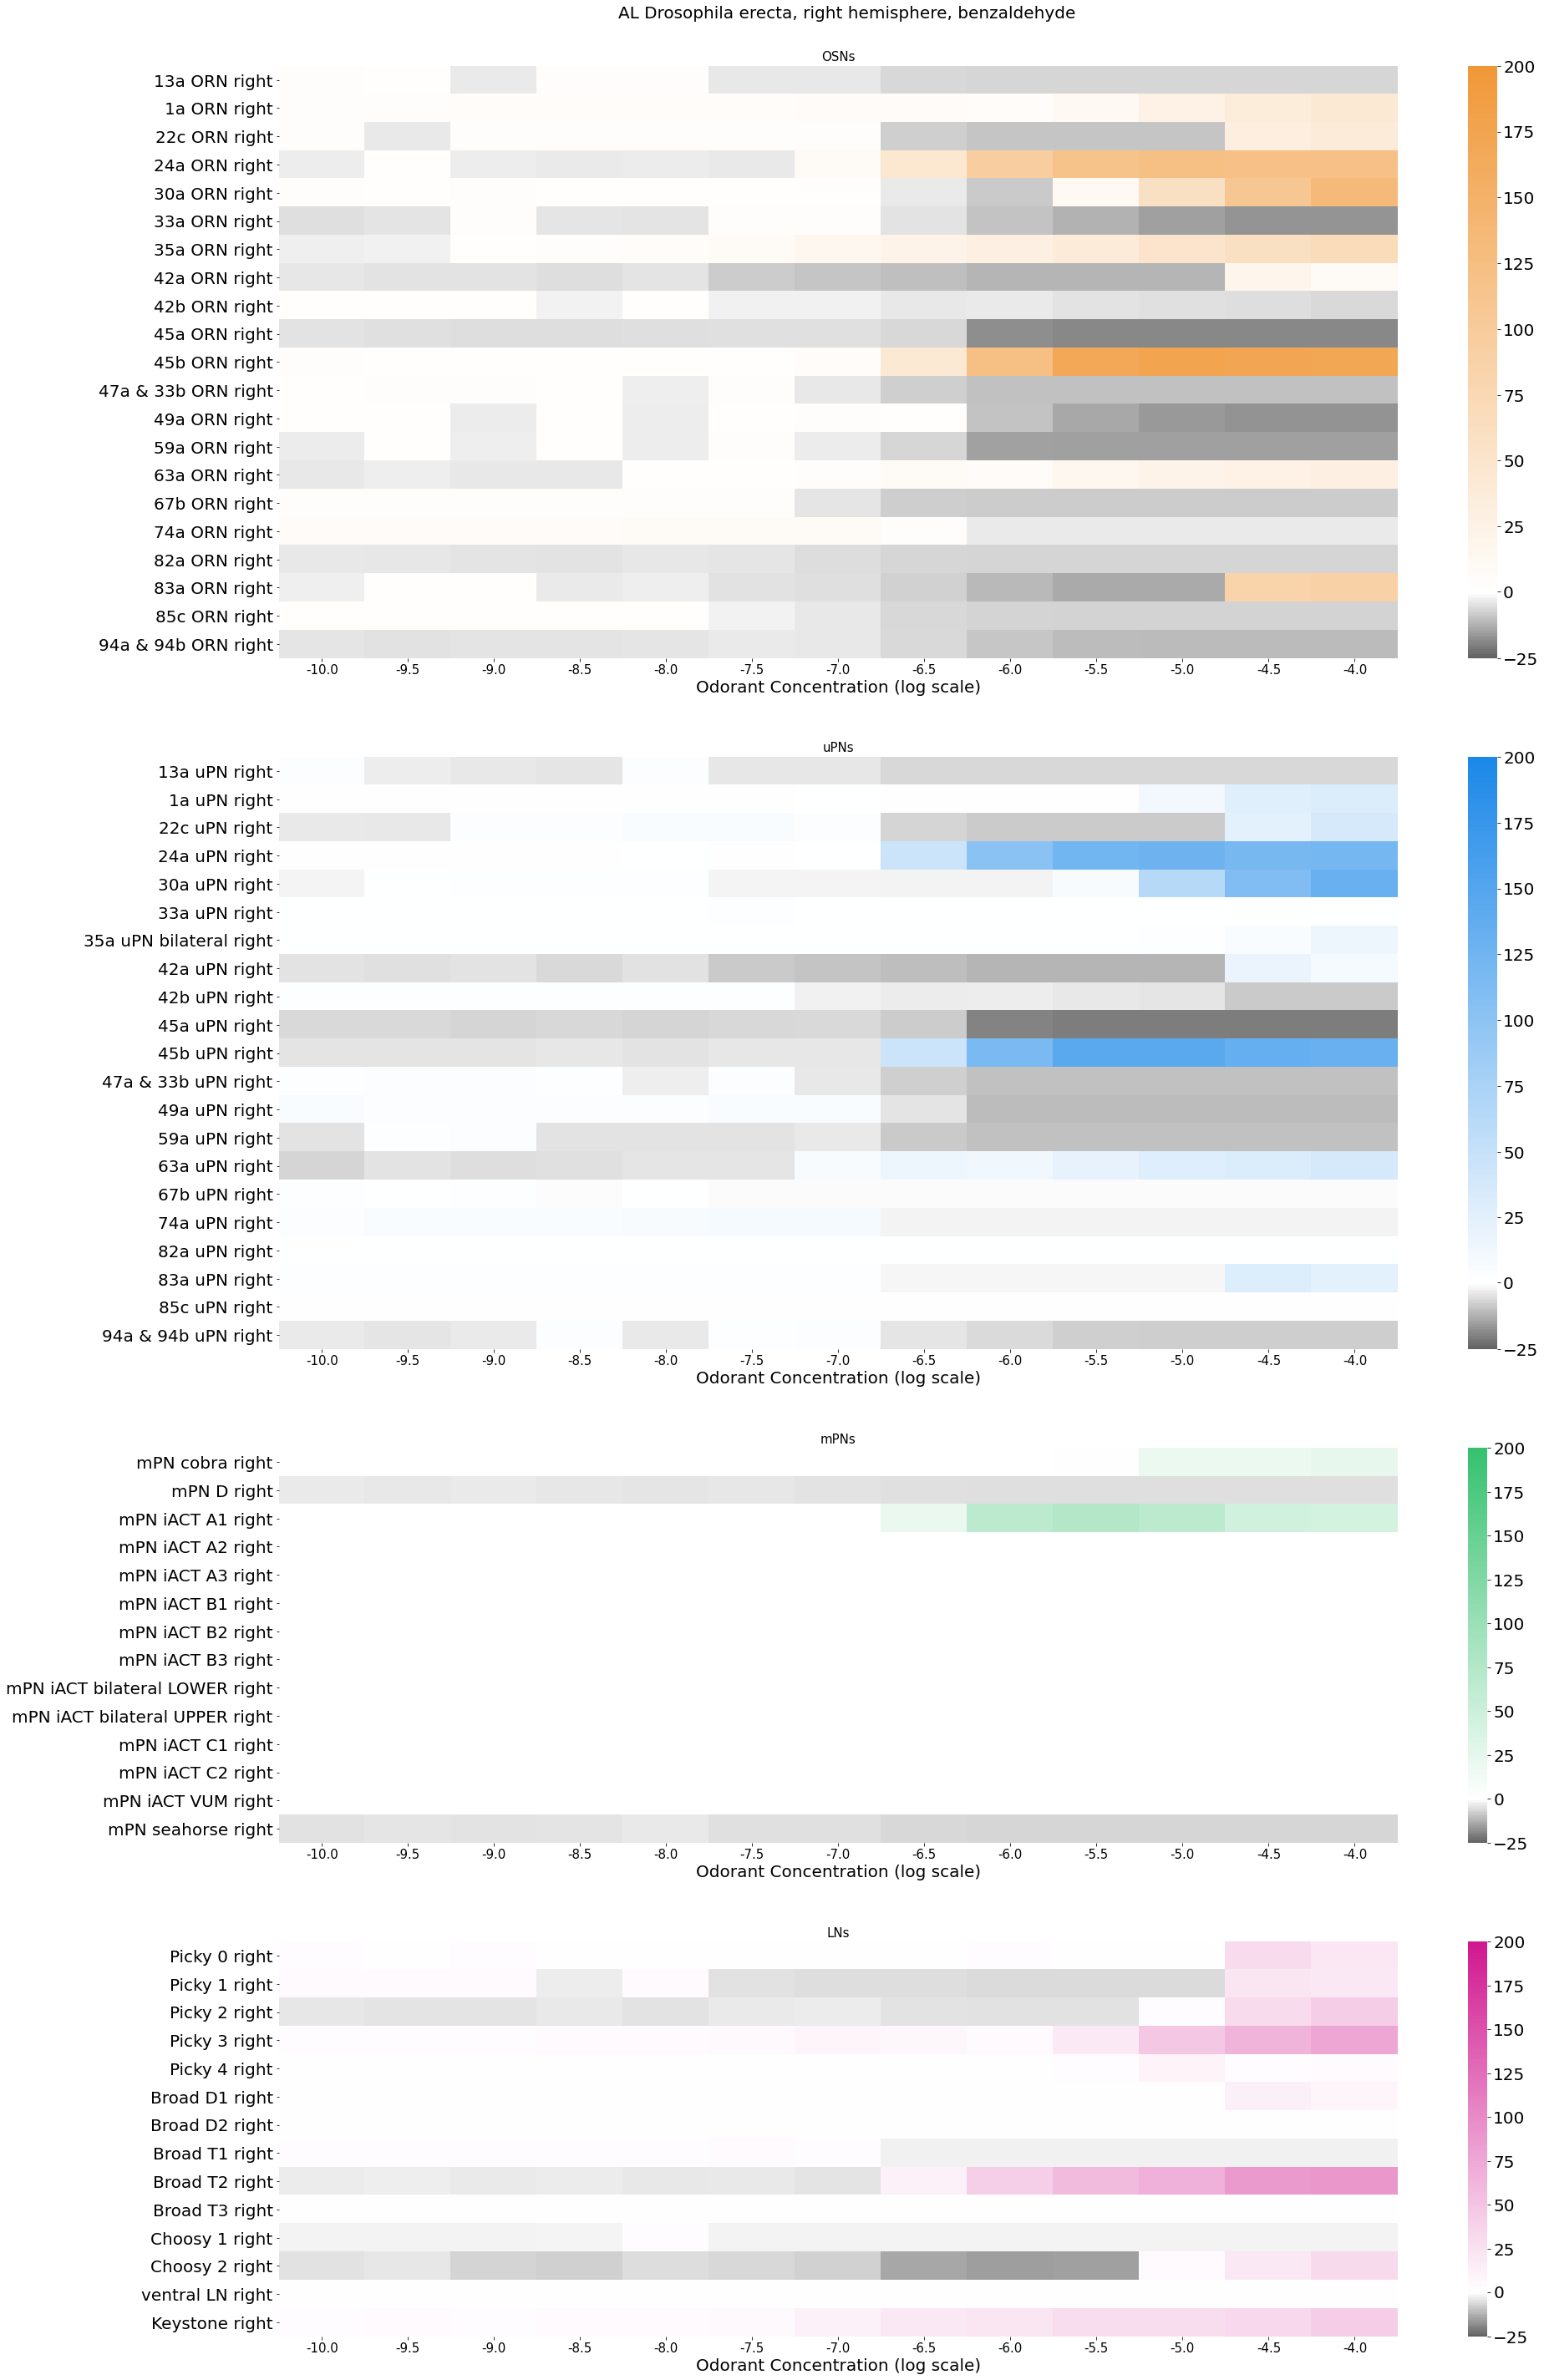 AL Drosophila erecta, right hemisphere, benzaldehyde
OSNs
13a ORN right
1a ORN right
22c ORN right
24a ORN right
30a ORN right
33a ORN right
35a ORN right
42a ORN right
42b ORN right
45a ORN right
45b ORN right
47a & 33b ORN right
49a ORN right
59a ORN right
63a ORN right
67b ORN right
74a ORN right
82a ORN right
83a ORN right
85c ORN right
94a & 94b ORN right
-10.0 -9.5 -9.0 -8.5 -8.0 -7.5 -7.0 -6.5 -6.0 -5.5 -5.0 -4.5 -4.0
Odorant Concentration (log scale)
200
175
150
125
100
75
50
25
0
−25
uPNs
13a uPN right
1a uPN right
22c uPN right
24a uPN right
30a uPN right
33a uPN right
35a uPN bilateral right
42a uPN right
42b uPN right
45a uPN right
45b uPN right
47a & 33b uPN right
49a uPN right
59a uPN right
63a uPN right
67b uPN right
74a uPN right
82a uPN right
83a uPN right
85c uPN right
94a & 94b uPN right
-10.0 -9.5 -9.0 -8.5 -8.0 -7.5 -7.0 -6.5 -6.0 -5.5 -5.0 -4.5 -4.0
Odorant Concentration (log scale)
200
175
150
125
100
75
50
25
0
−25
mPNs
mPN cobra right
mPN D right
mPN iACT A1 right
mPN iACT A2 right
mPN iACT A3 right
mPN iACT B1 right
mPN iACT B2 right
mPN iACT B3 right
mPN iACT bilateral LOWER right
mPN iACT bilateral UPPER right
mPN iACT C1 right
mPN iACT C2 right
mPN iACT VUM right
mPN seahorse right
-10.0 -9.5 -9.0 -8.5 -8.0 -7.5 -7.0 -6.5 -6.0 -5.5 -5.0 -4.5 -4.0
Odorant Concentration (log scale)
200
175
150
125
100
75
50
25
0
−25
LNs
Picky 0 right
Picky 1 right
Picky 2 right
Picky 3 right
Picky 4 right
Broad D1 right
Broad D2 right
Broad T1 right
Broad T2 right
Broad T3 right
Choosy 1 right
Choosy 2 right
ventral LN right
Keystone right
-10.0 -9.5 -9.0 -8.5 -8.0 -7.5 -7.0 -6.5 -6.0 -5.5 -5.0 -4.5 -4.0
Odorant Concentration (log scale)
200
175
150
125
100
75
50
25
0
−25